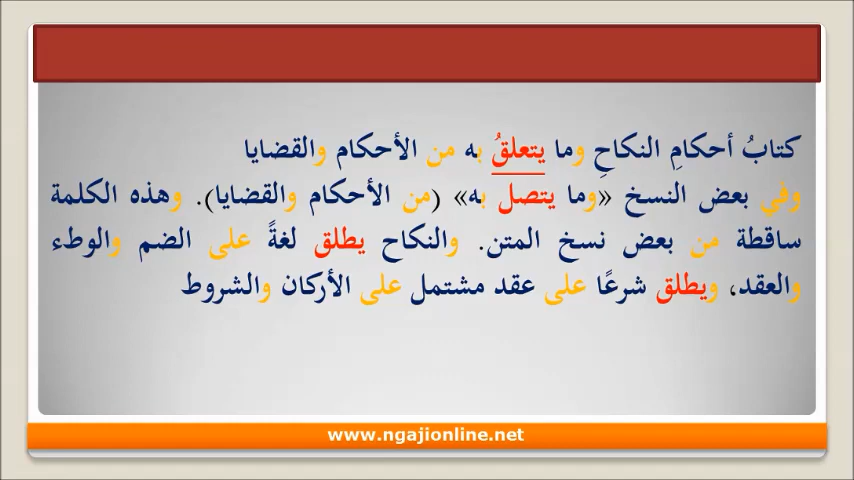 كتابُ أحكامِ النكاحِ وما يتعلقُ به من الأحكام والقضايا
وفي بعض النسخ «وما يتصل به» (من الأحكام والقضايا). وهذه الكلمة
ساقطة من بعض نسخ المتن. والنكاح يطلق لغةً على الضم والوطء
والعقد، ويطلق شرعًا على عقد مشتمل على الأركان والشروط
www.ngajionline.net